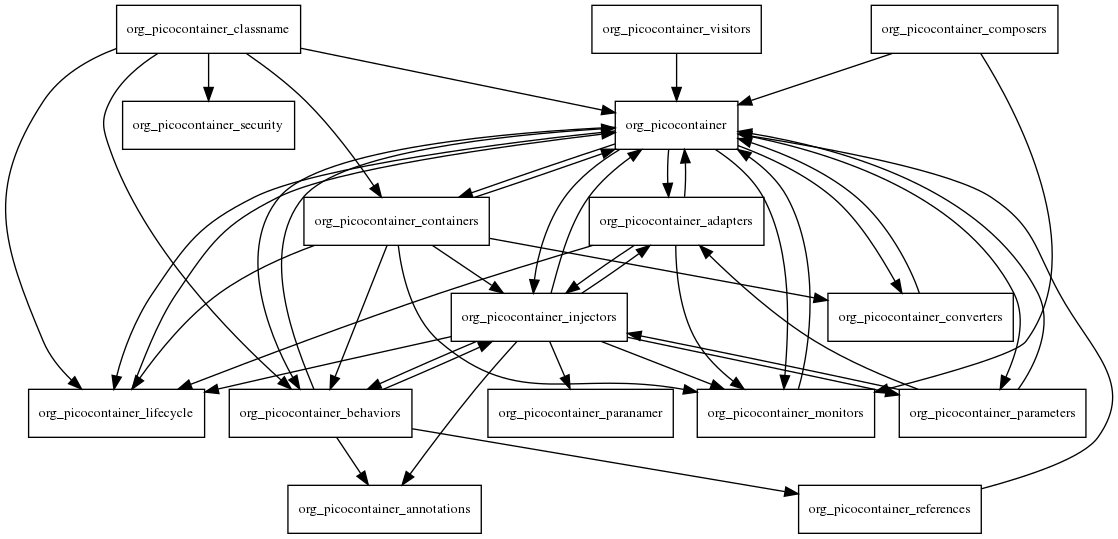 org_picocontainer_classname
org_picocontainer_visitors
org_picocontainer_composers
org_picocontainer_security
org_picocontainer
org_picocontainer_containers
org_picocontainer_adapters
org_picocontainer_injectors
org_picocontainer_converters
org_picocontainer_lifecycle
org_picocontainer_behaviors
org_picocontainer_paranamer
org_picocontainer_monitors
org_picocontainer_parameters
org_picocontainer_annotations
org_picocontainer_references